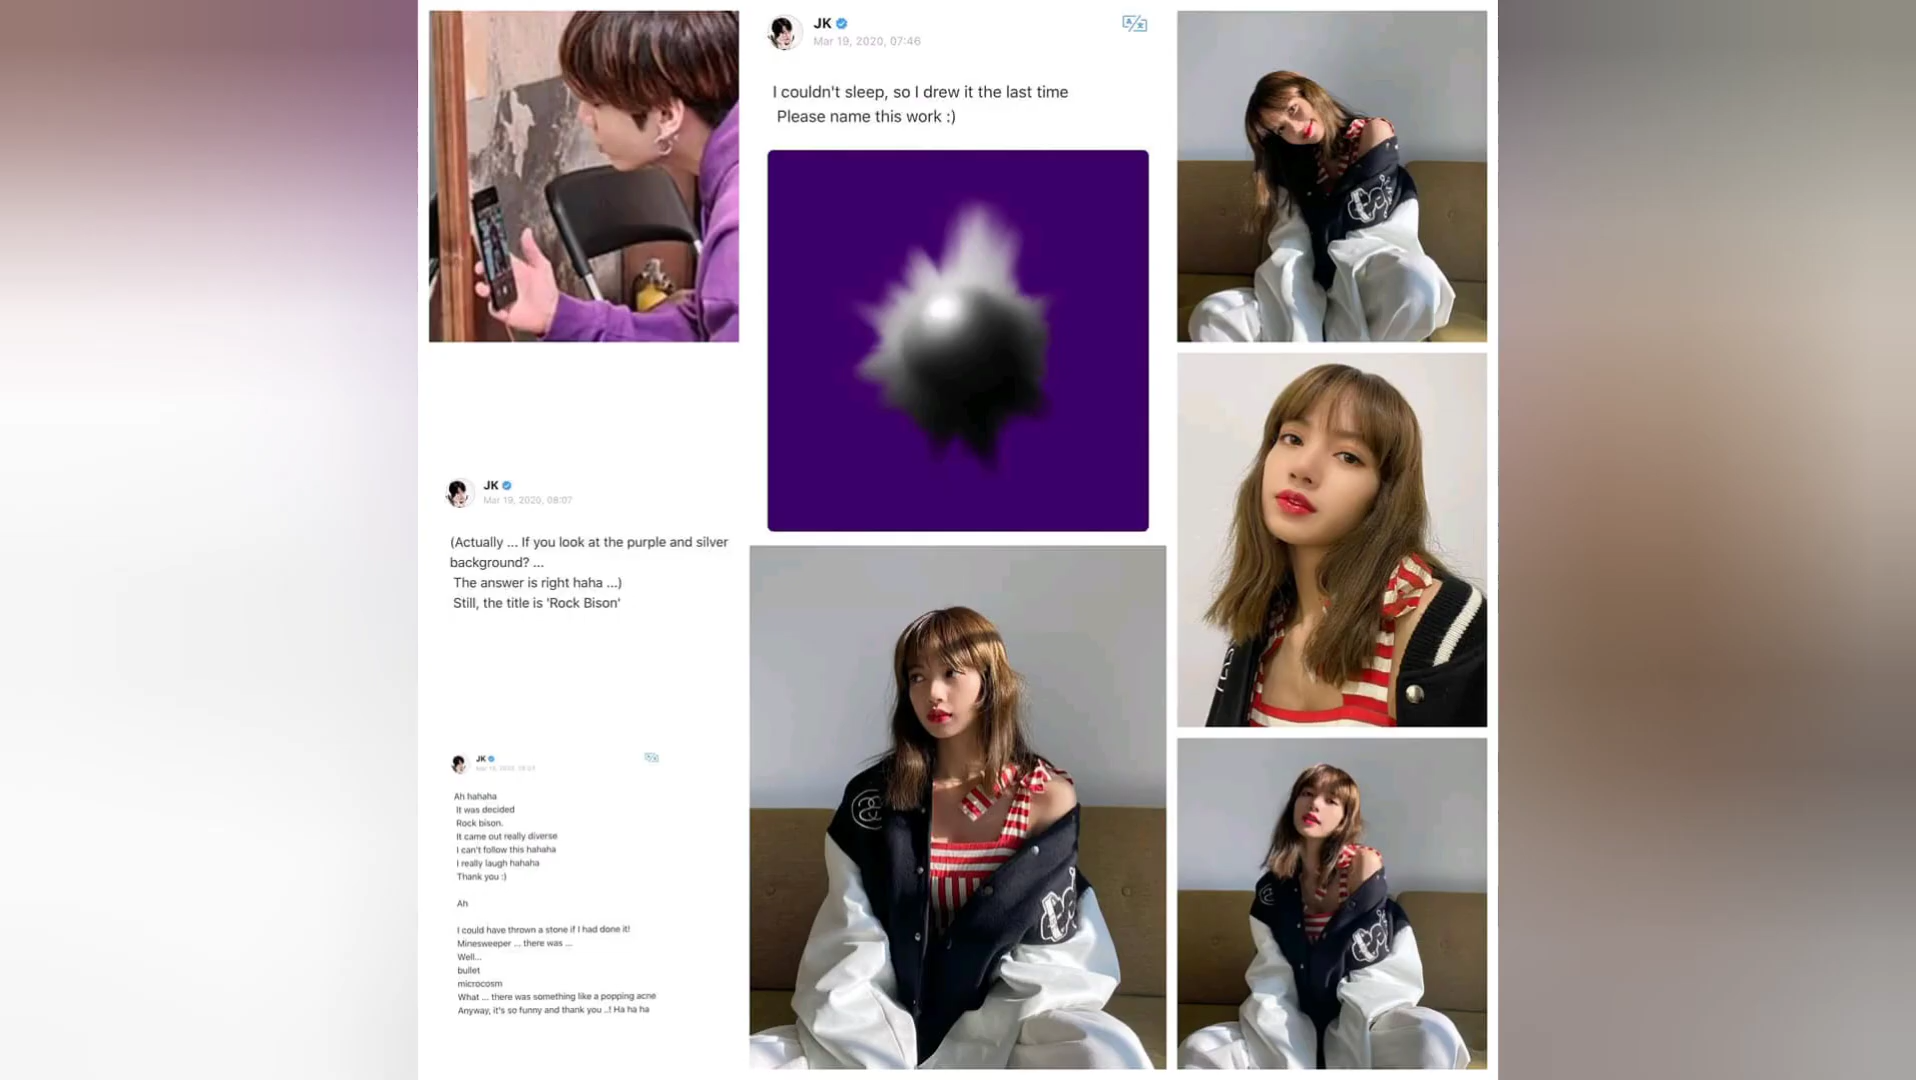 JK
Mar 19, 2020, 07:46
I couldn't sleep, so I drew it the last time
Please name this work :)
JK
Mar 19, 2020, 08:07
(Actually ... If you look at the purple and silver
background? ...
The answer is right haha ...)
Still, the title is 'Rock Bison'
JK
Ah hahaha
It was decided
Rock bison.
It came out really diverse
I can't follow this hahaha
I really laugh hahaha
Thank you :)
Ah
I could have thrown a stone if I had done it!
Minesweeper ... there was ...
Well...
bullet
microcosm
What ... there was something like a popping acne
Anyway, it's so funny and thank you ..! Ha ha ha